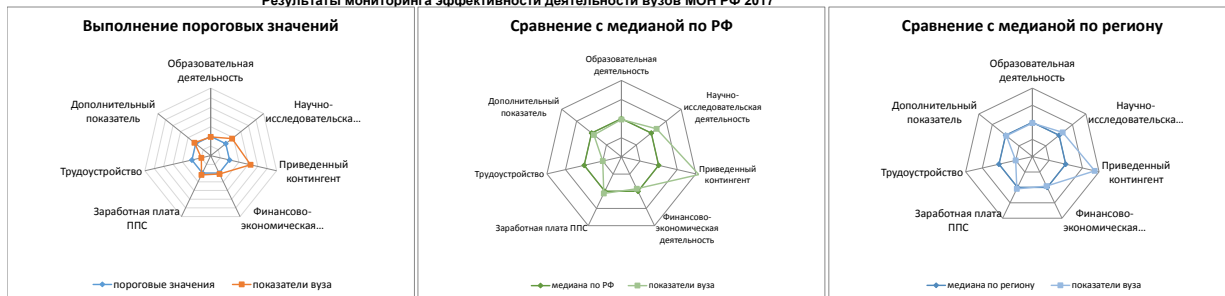 Результаты мониторинга эффективности деятельности вузов МОН РФ 2017
Выполнение пороговых значений
Образовательная
деятельность
Дополнительный
показатель
Научно-
исследовательска...
Трудоустройство
Приведенный
контингент
Заработная плата
ППС
Финансово-
экономическая...
пороговые значения
показатели вуза
Сравнение с медианой по РФ
Образовательная
деятельность
Дополнительный
показатель
Научно-
исследовательская
деятельность
Трудоустройство
Приведенный
контингент
Заработная плата ППС
Финансово-
экономическая
деятельность
медиана по РФ
показатели вуза
Сравнение с медианой по региону
Образовательная
деятельность
Дополнительный
показатель
Научно-
исследовательска...
Трудоустройство
Приведенный
контингент
Заработная плата
ППС
Финансово-
экономическая...
медиана по региону
показатели вуза